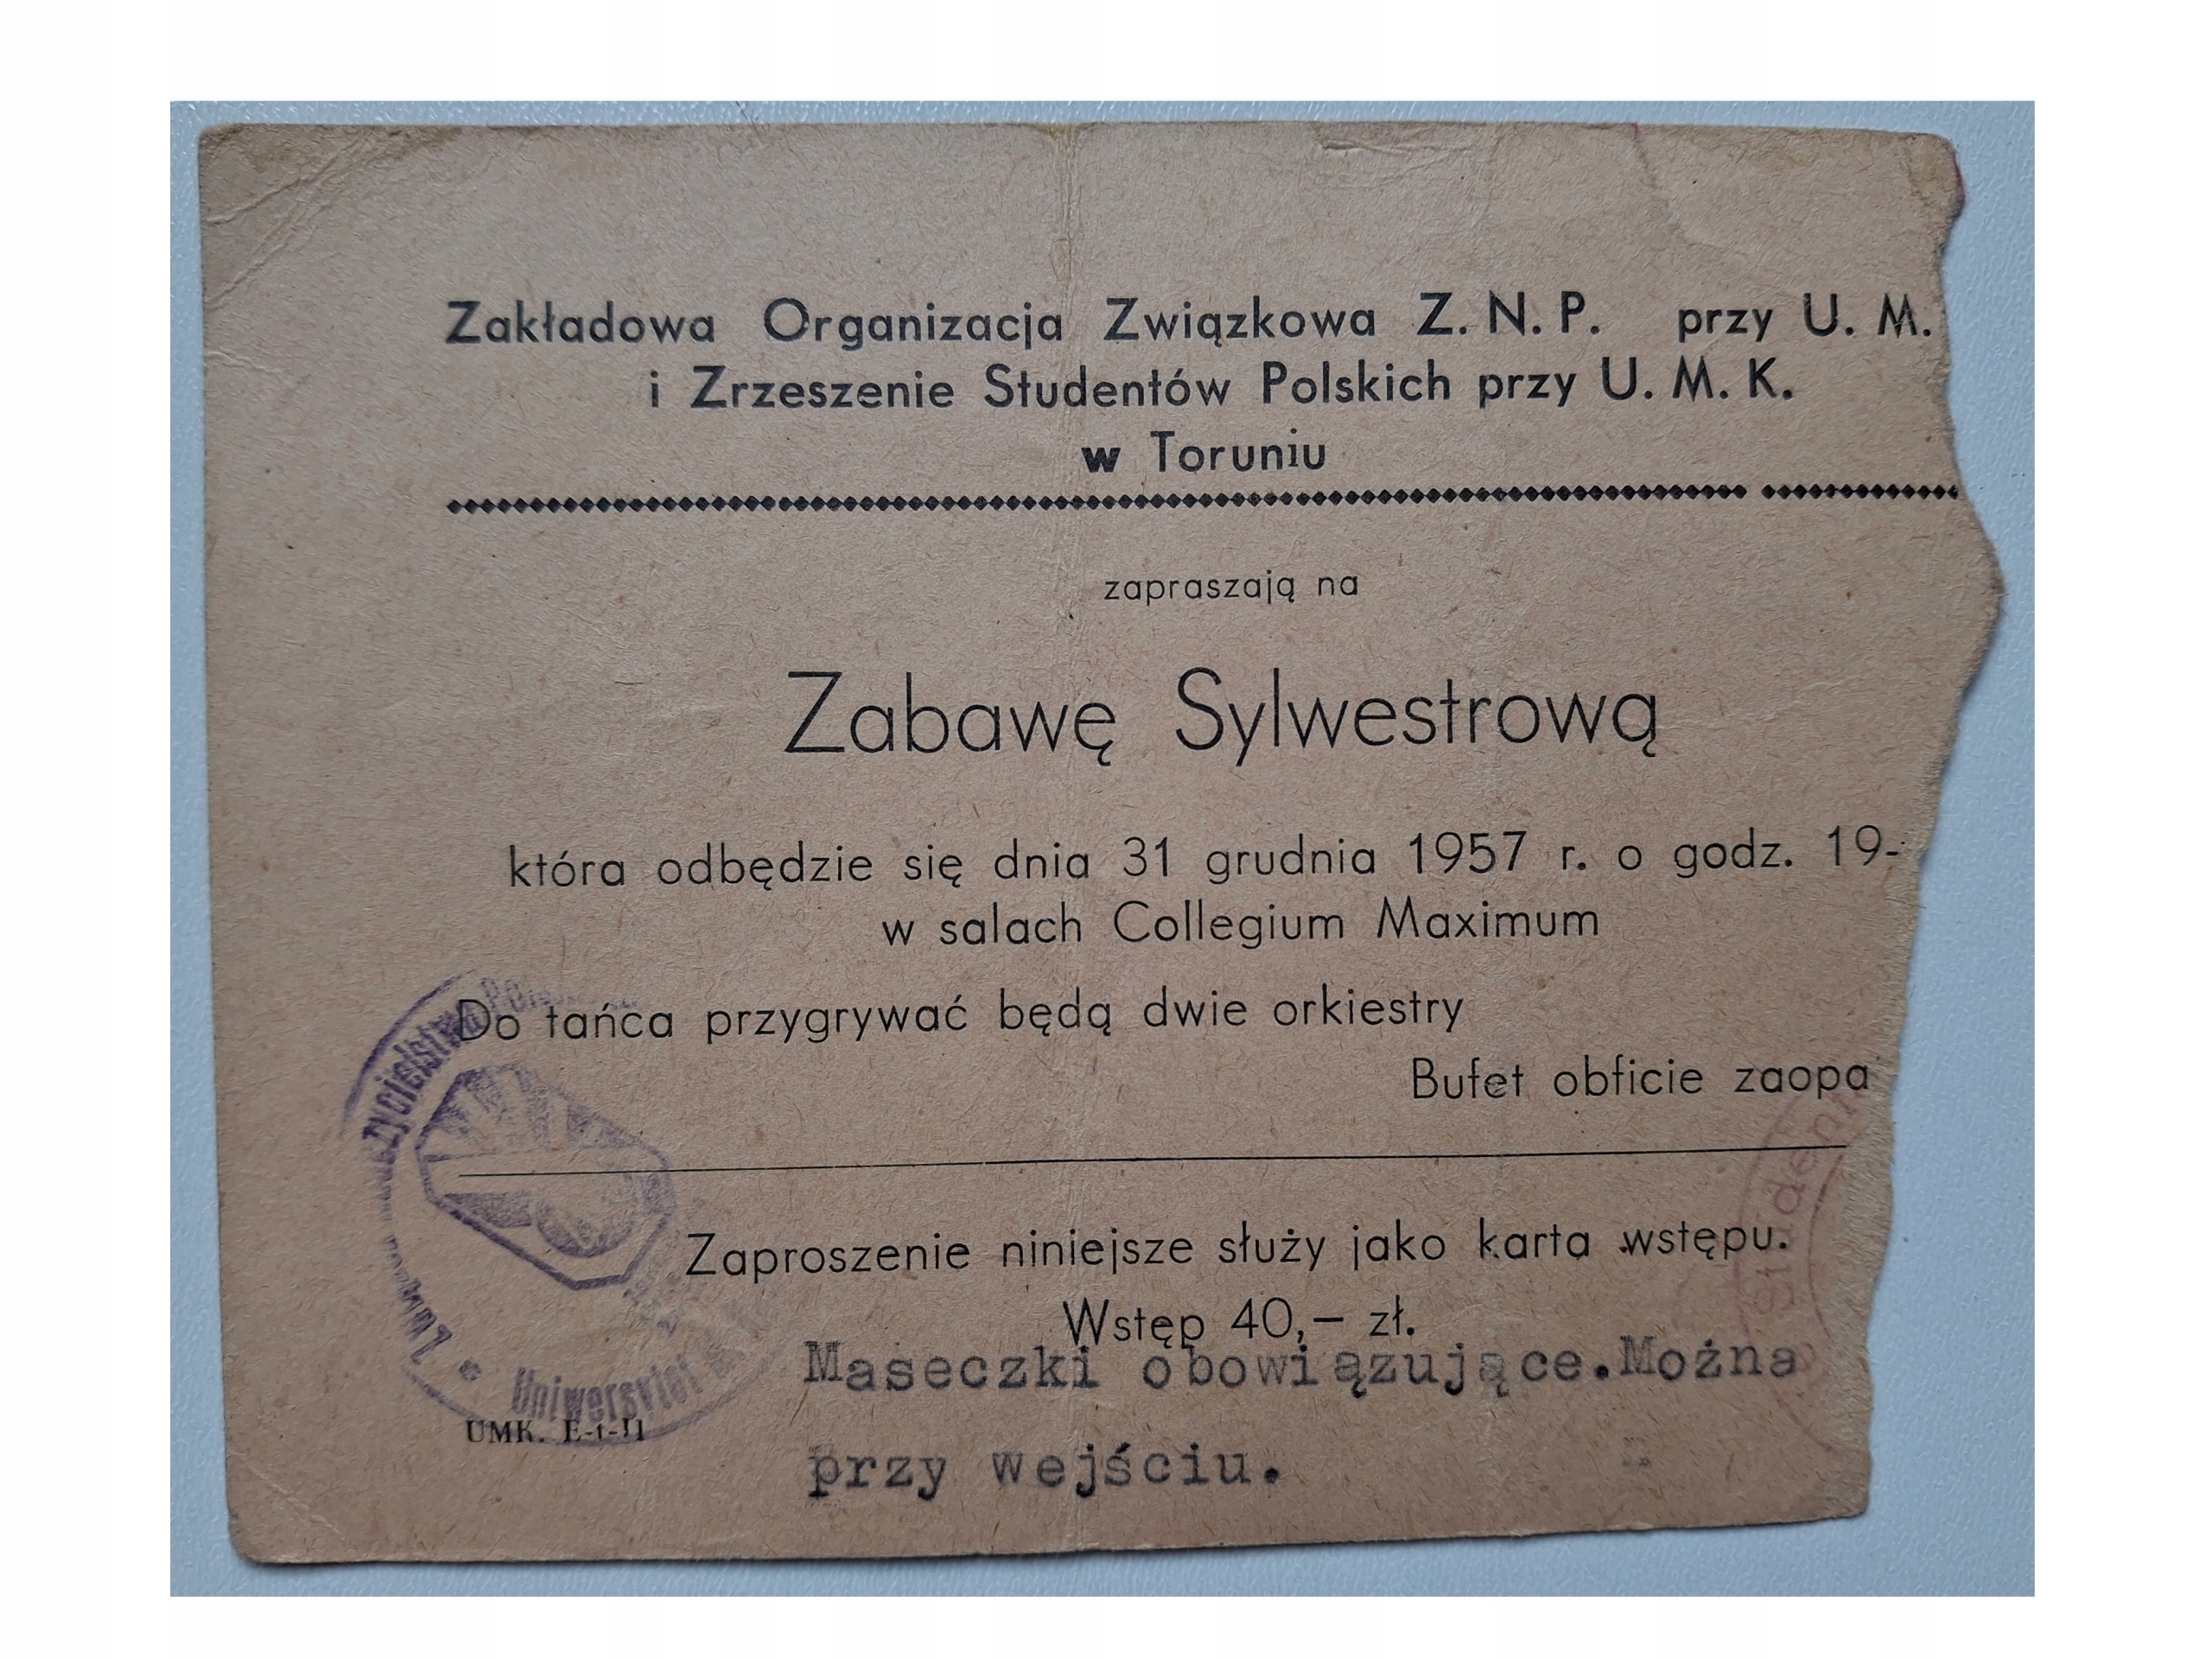 Zakładowa Organizacja Związkowa Z. N. P. przy U. M.
i Zrzeszenie Studentów Polskich przy U. M. K.
w Toruniu
zapraszają na
Zabawę Sylwestrową
która odbędzie się dnia 31 grudnia 1957 r. o godz. 19-
w salach Collegium Maximum
Do tańca przygrywać będą dwie orkiestry
Bufet obficie zaopa
Zaproszenie niniejsze służy jako karta wstępu.
Wstęp 40,– zł.
Maseczki obowiązujące.Można
przy wejściu.
UMK. E-t-II
Uniwersytet